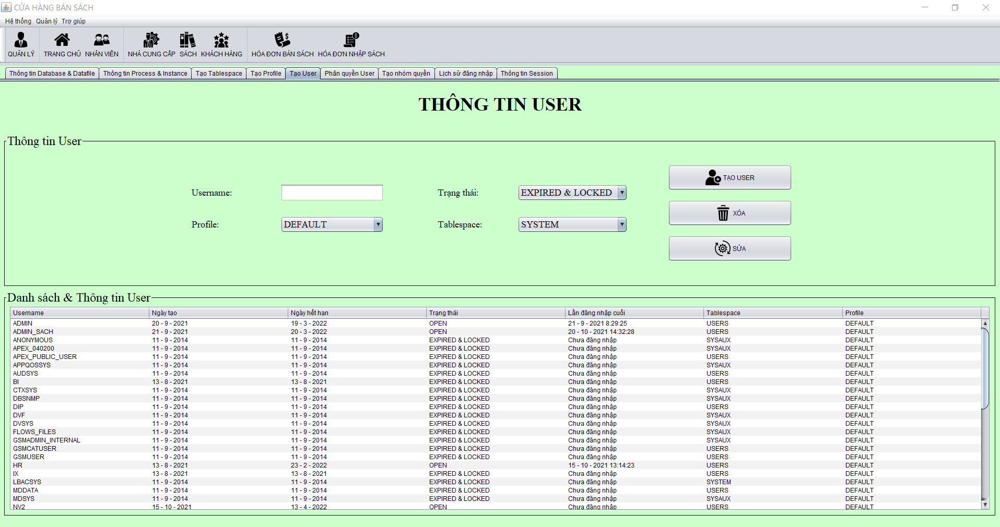 CỬA HÀNG BÁN SÁCH
Hệ thống Quản lý Trợ giúp
QUẢN LÝ TRANG CHỦ NHÂN VIÊN NHÀ CUNG CẤP SÁCH KHÁCH HÀNG HÓA ĐƠN BÁN SÁCH HÓA ĐƠN NHẬP SÁCH
Thông tin Database & Datafile Thông tin Process & Instance Tạo Tablespace Tạo Profile Tạo User Phân quyền User Tạo nhóm quyền Lịch sử đăng nhập Thông tin Session
THÔNG TIN USER
Thông tin User
Username: Trạng thái: EXPIRED & LOCKED
Profile: DEFAULT Tablespace: SYSTEM
TẠO USER
XÓA
SỬA
Danh sách & Thông tin User
Username Ngày tạo Ngày hết hạn Trạng thái Lần đăng nhập cuối Tablespace Profile
ADMIN 20 - 9 - 2021 19 - 3 - 2022 OPEN 21 - 9 - 2021 8:29:25 USERS DEFAULT
ADMIN_SACH 21 - 9 - 2021 20 - 3 - 2022 OPEN 20 - 10 - 2021 14:32:28 USERS DEFAULT
ANONYMOUS 11 - 9 - 2014 11 - 9 - 2014 EXPIRED & LOCKED Chưa đăng nhập SYSAUX DEFAULT
APEX_040200 11 - 9 - 2014 11 - 9 - 2014 EXPIRED & LOCKED Chưa đăng nhập SYSAUX DEFAULT
APEX_PUBLIC_USER 11 - 9 - 2014 11 - 9 - 2014 EXPIRED & LOCKED Chưa đăng nhập USERS DEFAULT
APPQOSSYS 11 - 9 - 2014 11 - 9 - 2014 EXPIRED & LOCKED Chưa đăng nhập SYSAUX DEFAULT
AUDSYS 11 - 9 - 2014 11 - 9 - 2014 EXPIRED & LOCKED Chưa đăng nhập USERS DEFAULT
BI 13 - 8 - 2021 13 - 8 - 2021 EXPIRED & LOCKED Chưa đăng nhập USERS DEFAULT
CTXSYS 11 - 9 - 2014 11 - 9 - 2014 EXPIRED & LOCKED Chưa đăng nhập SYSAUX DEFAULT
DBSNMP 11 - 9 - 2014 11 - 9 - 2014 EXPIRED & LOCKED Chưa đăng nhập SYSAUX DEFAULT
DIP 11 - 9 - 2014 11 - 9 - 2014 EXPIRED & LOCKED Chưa đăng nhập USERS DEFAULT
DVF 11 - 9 - 2014 11 - 9 - 2014 EXPIRED & LOCKED Chưa đăng nhập SYSAUX DEFAULT
DVSYS 11 - 9 - 2014 11 - 9 - 2014 EXPIRED & LOCKED Chưa đăng nhập SYSAUX DEFAULT
FLOWS_FILES 11 - 9 - 2014 11 - 9 - 2014 EXPIRED & LOCKED Chưa đăng nhập SYSAUX DEFAULT
GSMADMIN_INTERNAL 11 - 9 - 2014 11 - 9 - 2014 EXPIRED & LOCKED Chưa đăng nhập SYSAUX DEFAULT
GSMCATUSER 11 - 9 - 2014 11 - 9 - 2014 EXPIRED & LOCKED Chưa đăng nhập USERS DEFAULT
GSMUSER 11 - 9 - 2014 11 - 9 - 2014 EXPIRED & LOCKED Chưa đăng nhập USERS DEFAULT
HR 13 - 8 - 2021 23 - 2 - 2022 OPEN 15 - 10 - 2021 13:14:23 USERS DEFAULT
IX 13 - 8 - 2021 13 - 8 - 2021 EXPIRED & LOCKED Chưa đăng nhập USERS DEFAULT
LBACSYS 11 - 9 - 2014 11 - 9 - 2014 EXPIRED & LOCKED Chưa đăng nhập SYSTEM DEFAULT
MDDATA 11 - 9 - 2014 11 - 9 - 2014 EXPIRED & LOCKED Chưa đăng nhập USERS DEFAULT
MDSYS 11 - 9 - 2014 11 - 9 - 2014 EXPIRED & LOCKED Chưa đăng nhập SYSAUX DEFAULT
NV2 15 - 10 - 2021 13 - 4 - 2022 OPEN Chưa đăng nhập USERS DEFAULT